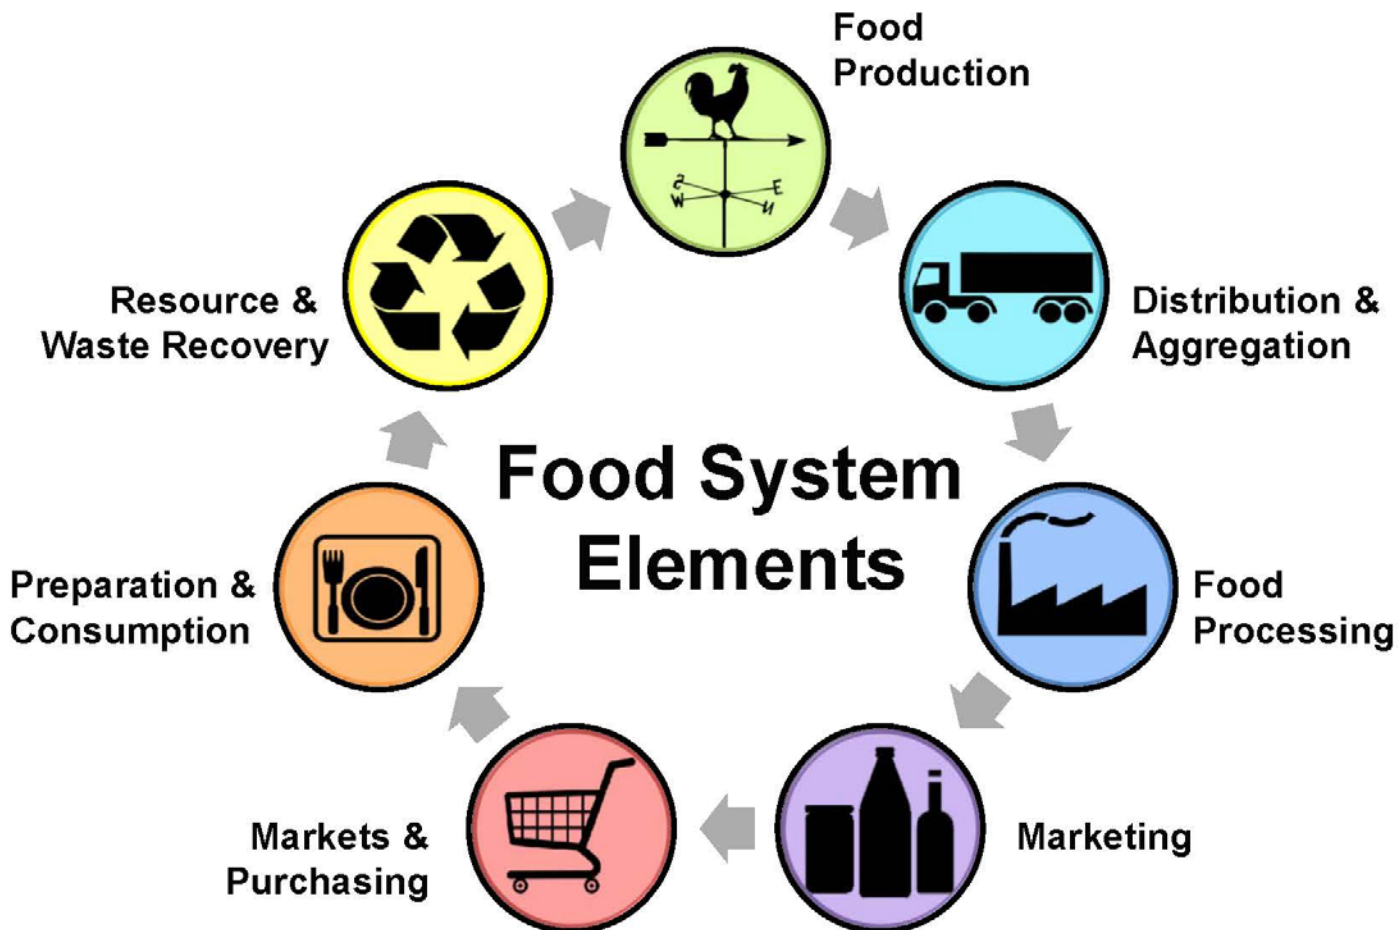 Food
Production
Distribution &
Aggregation
Food
Processing
Marketing
Markets &
Purchasing
Preparation &
Consumption
Resource &
Waste Recovery
Food System
Elements
S
E
W
N